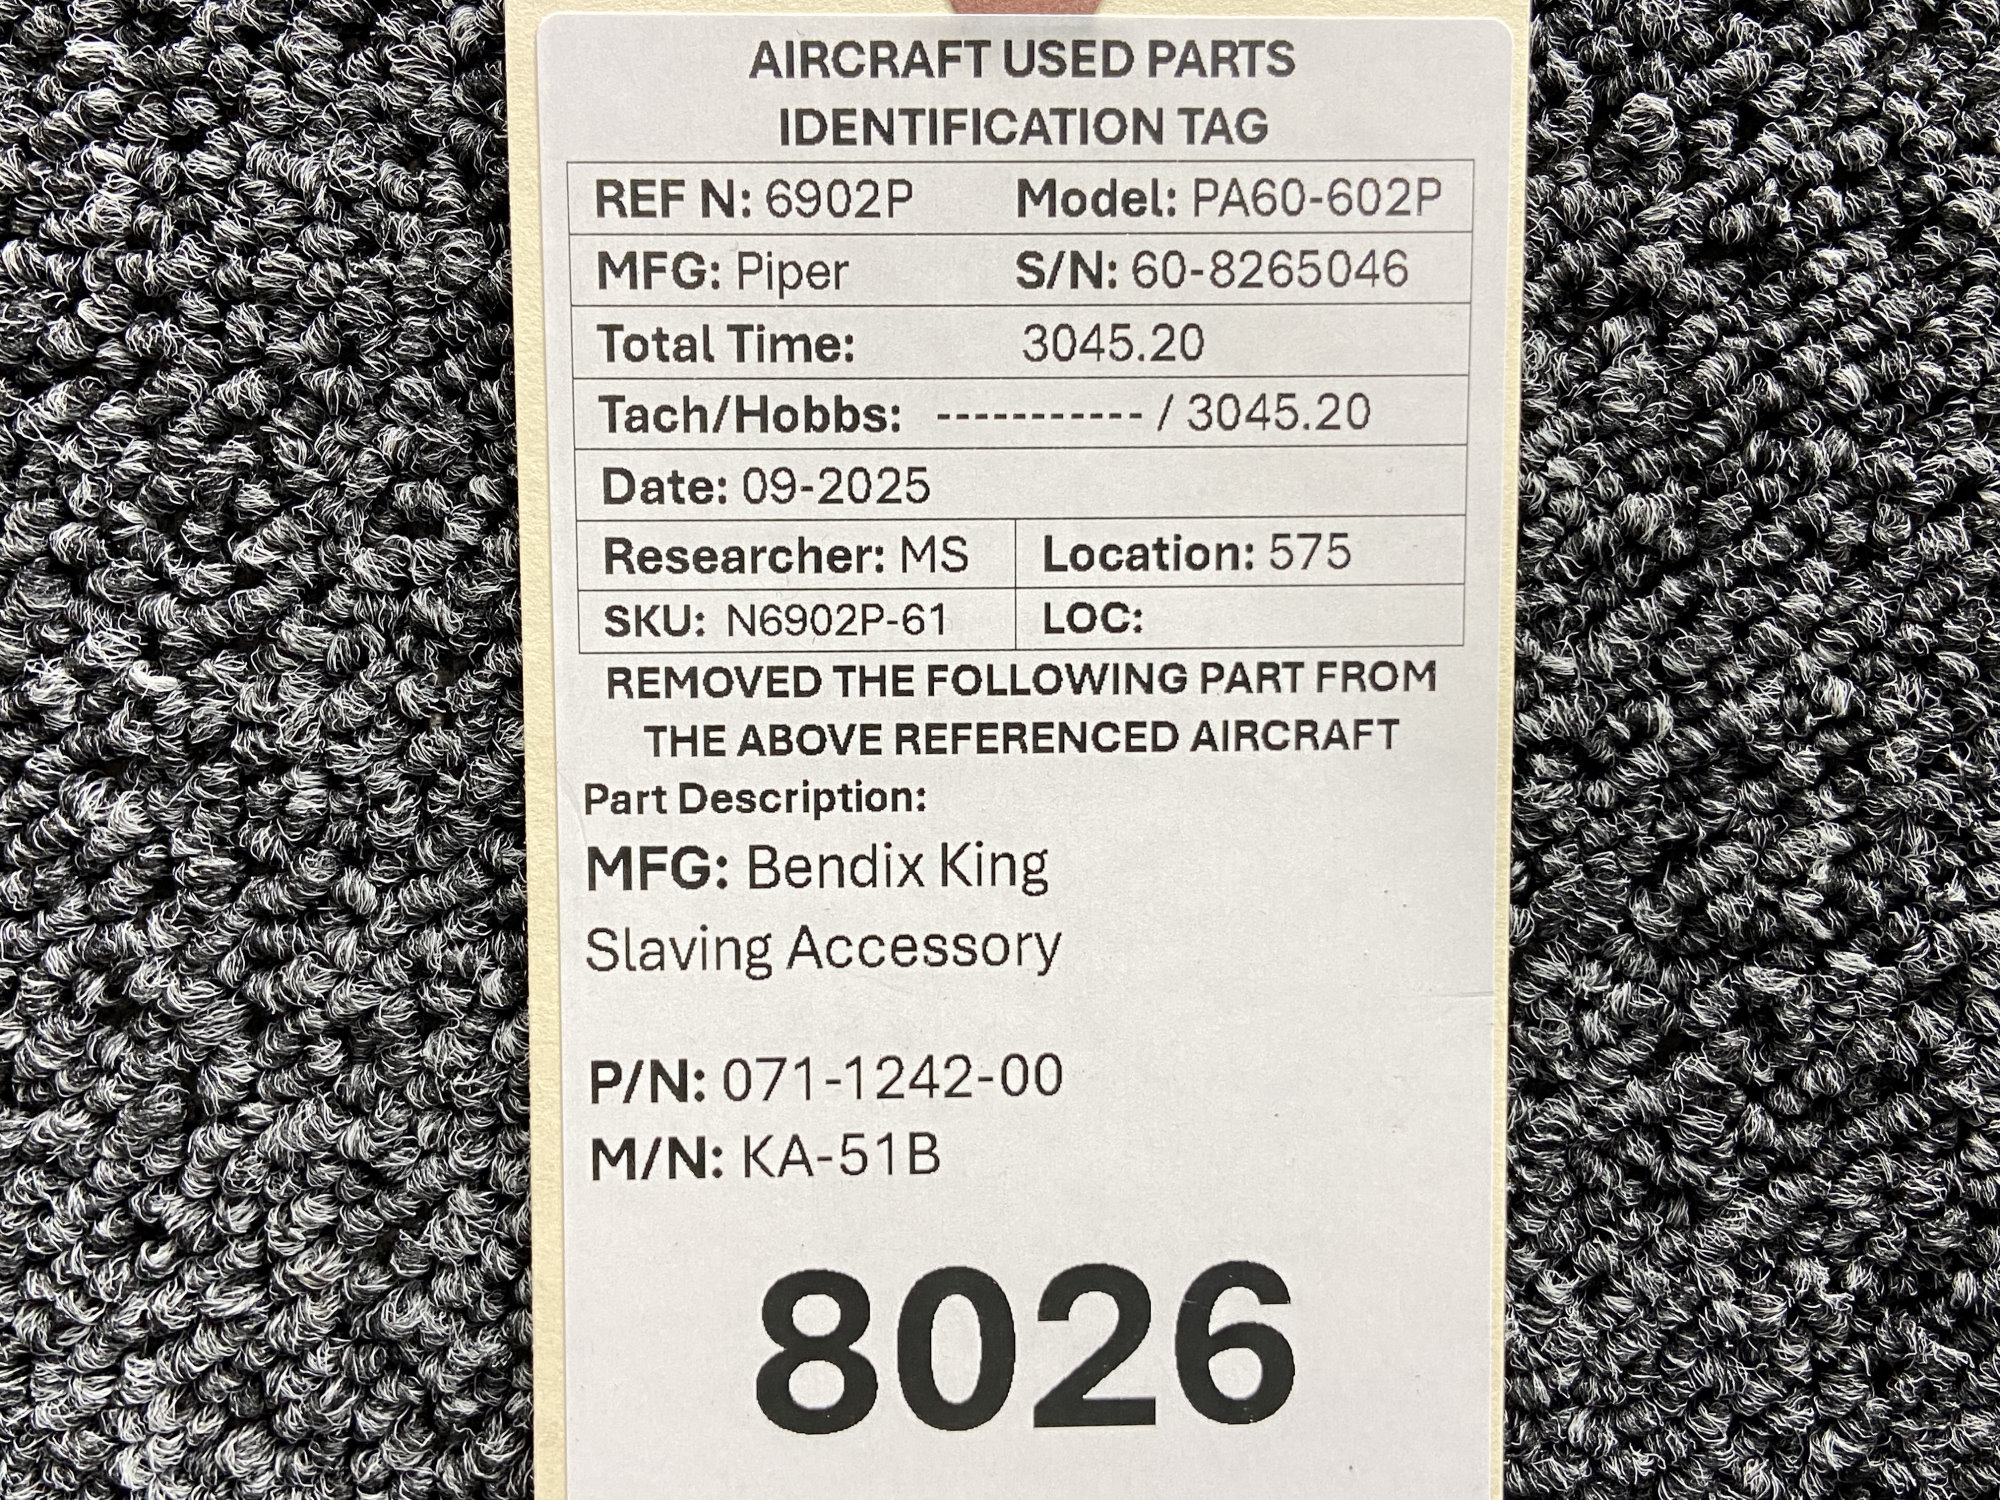 AIRCRAFT USED PARTS
IDENTIFICATION TAG
REF N: 6902P Model: PA60-602P
MFG: Piper S/N: 60-8265046
Total Time: 3045.20
Tach/Hobbs: ----------- / 3045.20
Date: 09-2025
Researcher: MS Location: 575
SKU: N6902P-61 LOC:
REMOVED THE FOLLOWING PART FROM
THE ABOVE REFERENCED AIRCRAFT
Part Description:
MFG: Bendix King
Slaving Accessory
P/N: 071-1242-00
M/N: KA-51B
8026